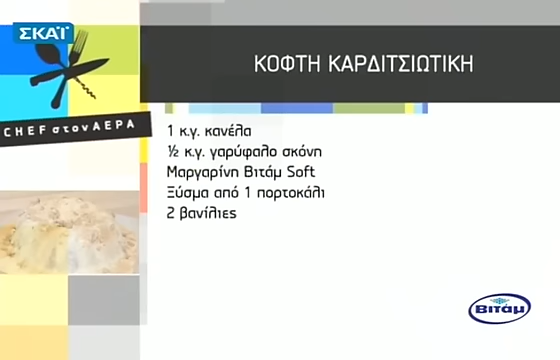 ΣΚΑΪ
CHEF στον ΑΕΡΑ
ΚΟΦΤΗ ΚΑΡΔΙΤΣΙΩΤΙΚΗ
1 κ.γ. κανέλα
½ κ.γ. γαρύφαλο σκόνη
Μαργαρίνη Βιτάμ Soft
Ξύσμα από 1 πορτοκάλι
2 βανίλιες
Βιτάμ